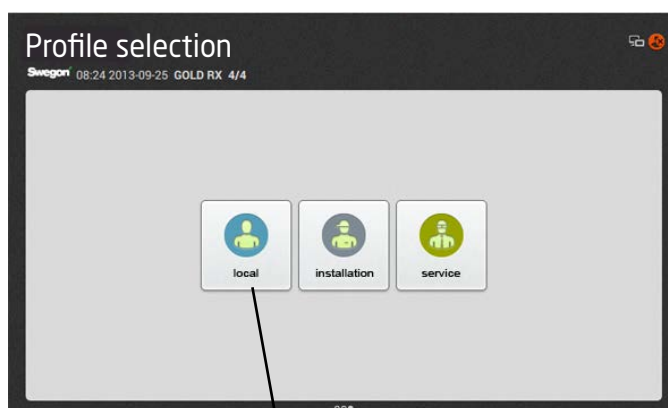 Profile selection
Swegon 08:24 2013-09-25 GOLD RX 4/4
local installation service